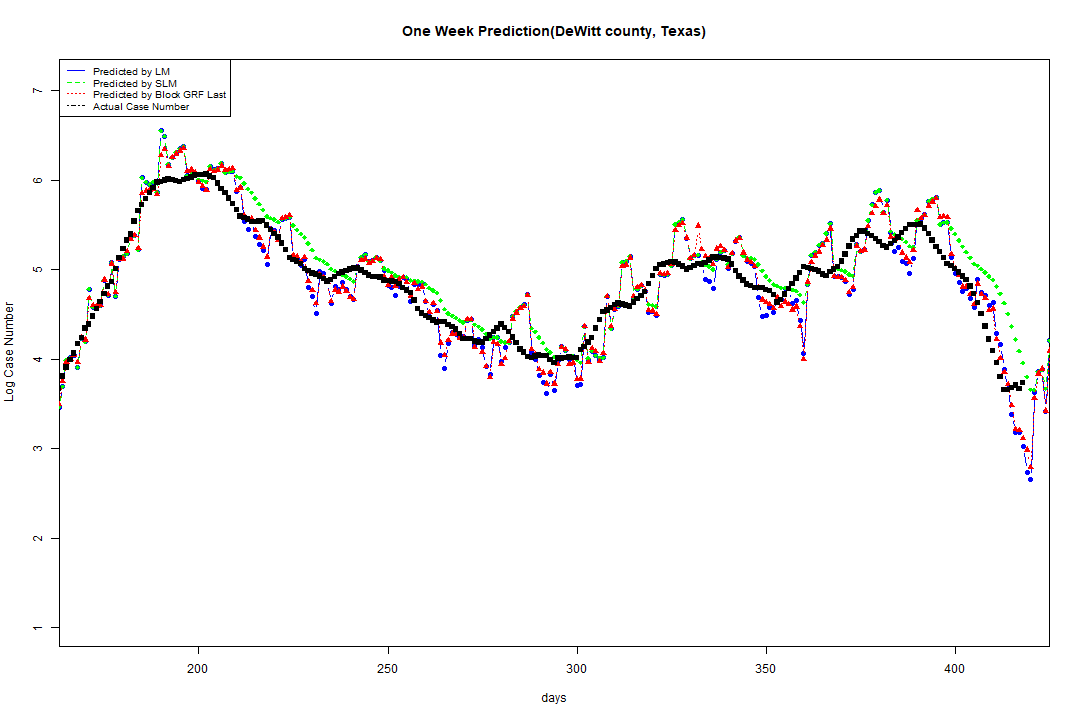 One Week Prediction(DeWitt county, Texas)
Predicted by LM
Predicted by SLM
Predicted by Block GRF Last
Actual Case Number
7
6
5
4
3
2
1
Log Case Number
200 250 300 350 400
days